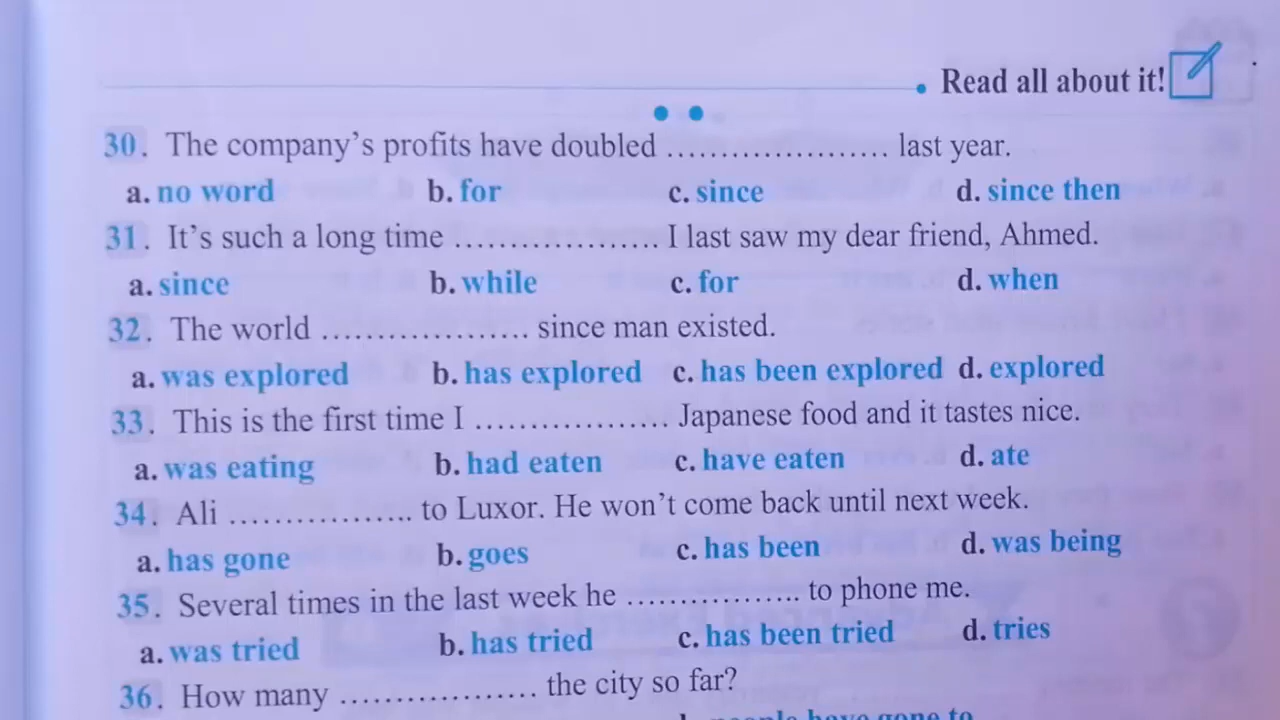 Read all about it!
30. The company's profits have doubled .................... last year.
a. no word b. for c. since d. since then
31. It's such a long time .................. I last saw my dear friend, Ahmed.
a. since b. while c. for d. when
32. The world .................. since man existed.
a. was explored b. has explored c. has been explored d. explored
33. This is the first time I ................. Japanese food and it tastes nice.
a. was eating b. had eaten c. have eaten d. ate
34. Ali ................ to Luxor. He won't come back until next week.
a. has gone b. goes c. has been d. was being
35. Several times in the last week he ................ to phone me.
a. was tried b. has tried c. has been tried d. tries
36. How many .................. the city so far?
people have gone to